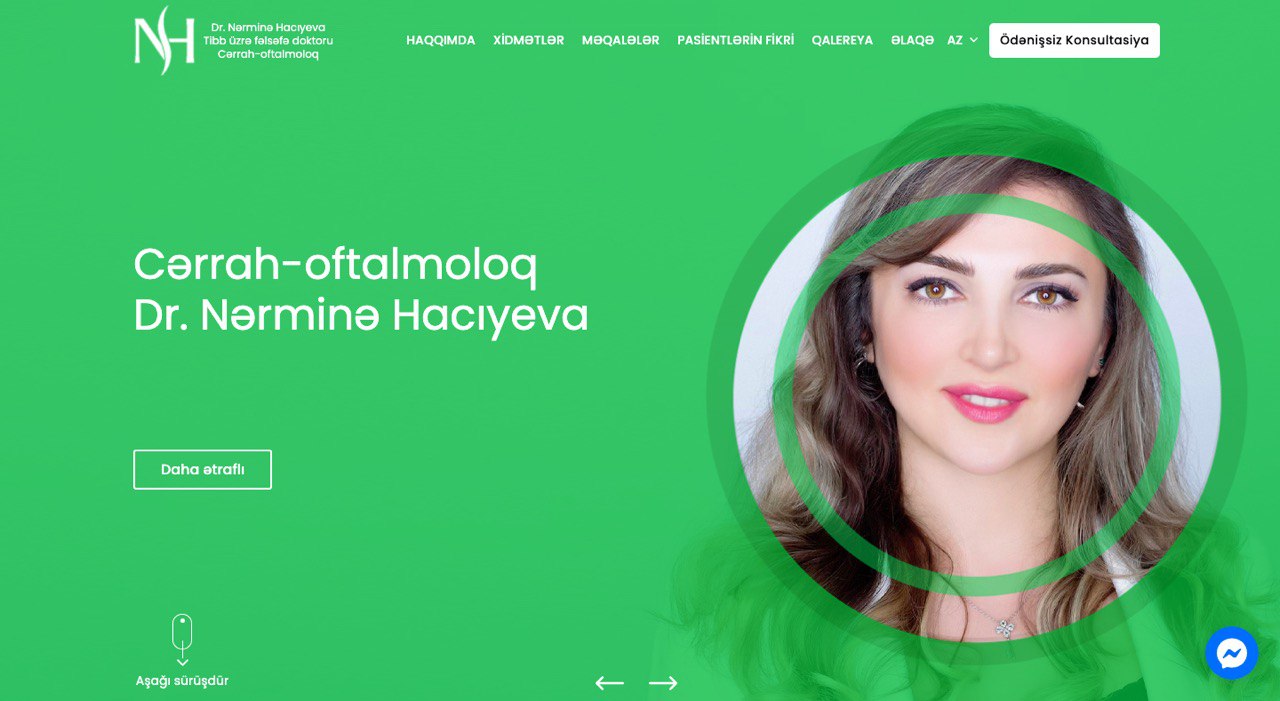 NH
Dr. Nərminə Hacıyeva
Tibb üzrə fəlsəfə doktoru
Cərrah-oftalmoloq
HAQQIMDA XİDMƏTLƏR MƏQALƏLƏR PASİENTLƏRİN FİKRİ QALEREYA ƏLAQƏ AZ Ödənişsiz Konsultasiya
Cərrah-oftalmoloq
Dr. Nərminə Hacıyeva
Daha ətraflı
Aşağı sürüşdür